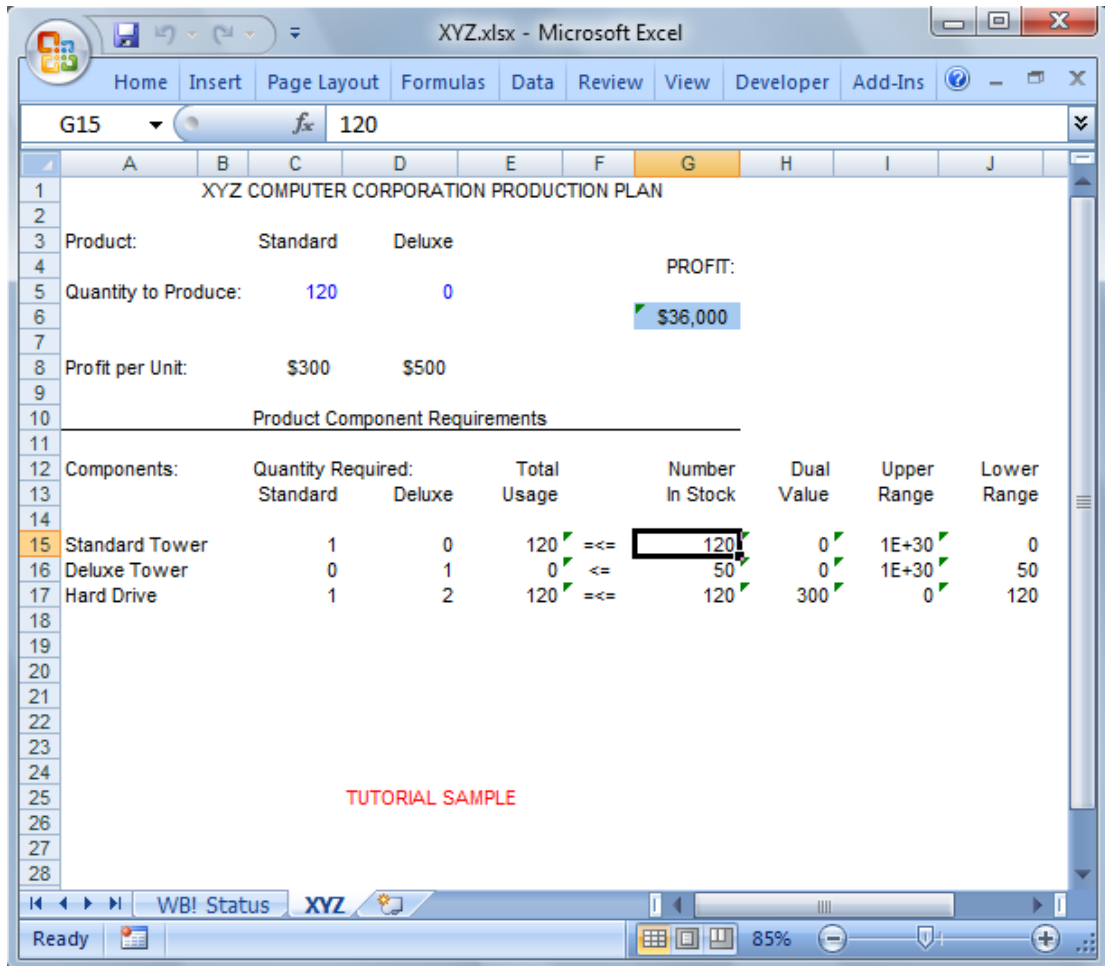 XYZ.xlsx - Microsoft Excel
Home Insert Page Layout Formulas Data Review View Developer Add-Ins
G15 fx 120
A B C D E F G H I J
1 XYZ COMPUTER CORPORATION PRODUCTION PLAN
2
3 Product: Standard Deluxe
4 PROFIT:
5 Quantity to Produce: 120 0
6 $36,000
7
8 Profit per Unit: $300 $500
9
10 Product Component Requirements
11
12 Components: Quantity Required: Total Number Dual Upper Lower
13 Standard Deluxe Usage In Stock Value Range Range
14
15 Standard Tower 1 0 120 =<= 120 0 1E+30 0
16 Deluxe Tower 0 1 0 <= 50 0 1E+30 50
17 Hard Drive 1 2 120 =<= 120 300 0 120
18
19
20
21
22
23
24
25 TUTORIAL SAMPLE
26
27
28
WB! Status XYZ
Ready 85%